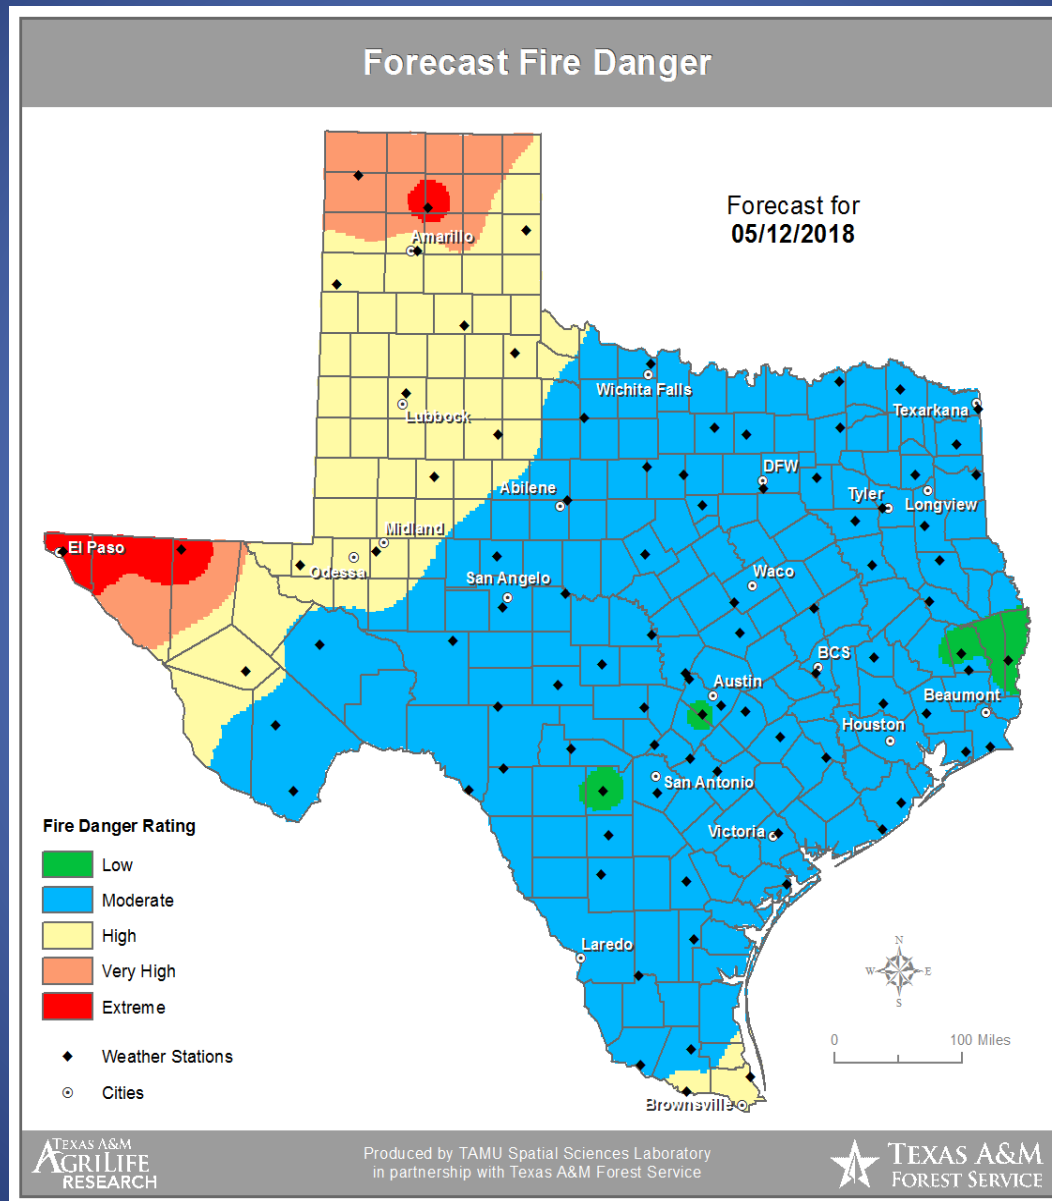 Forecast Fire Danger
Forecast for
05/12/2018
Amarillo
Wichita Falls
Lubbock
Texarkana
DFW
Abilene
Tyler
Longview
Midland
El Paso
Odessa
San Angelo
Waco
BCS
Austin
Beaumont
Houston
San Antonio
Victoria
Laredo
Brownsville
Fire Danger Rating
Low
Moderate
High
Very High
Extreme
Weather Stations
Cities
N
W
E
S
0
100 Miles
TEXAS A&M
AGRILIFE
RESEARCH
Produced by TAMU Spatial Sciences Laboratory
in partnership with Texas A&M Forest Service
TEXAS A&M
FOREST SERVICE